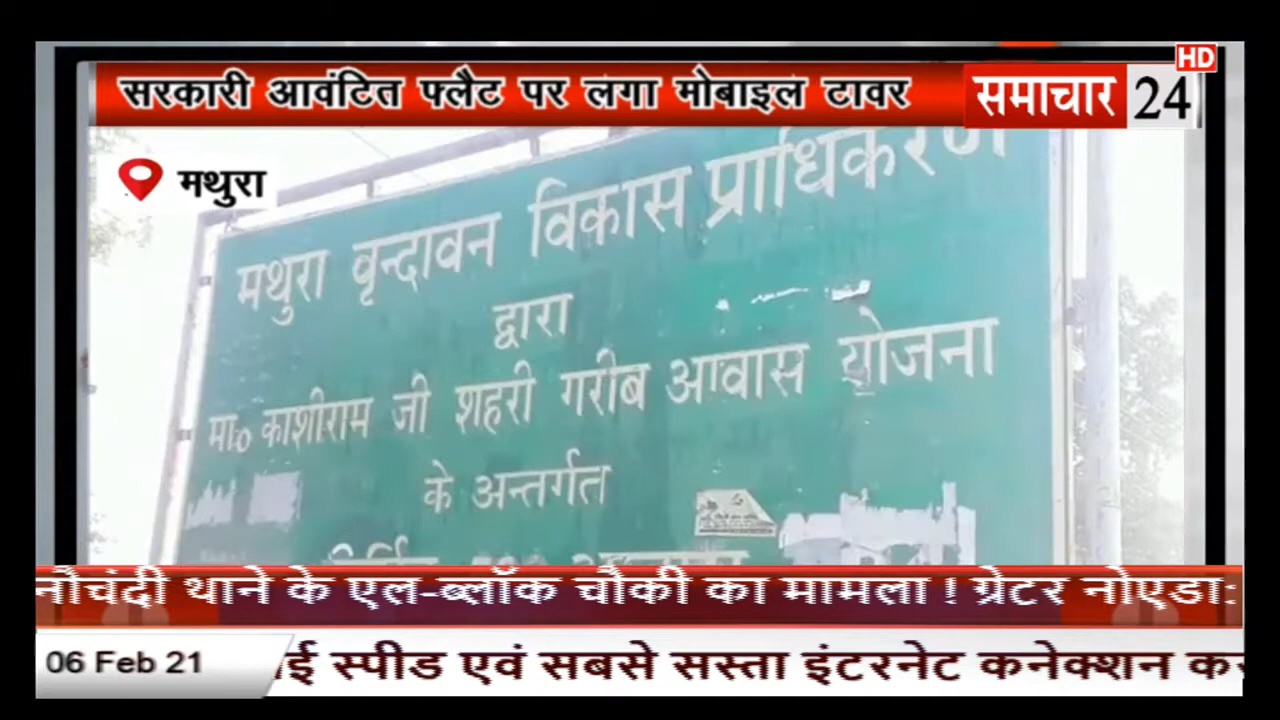 HD
सरकारी आवंटित फ्लैट पर लगा मोबाइल टावर
समाचार 24
मथुरा
मथुरा वृन्दावन विकास प्राधिकरण
द्वारा
मा० काशीराम जी शहरी गरीब आवास योजना
के अन्तर्गत
नौचंदी थाने के एल-ब्लॉक चौकी का मामला ! ग्रेटर नोएडा:
06 Feb 21
ई स्पीड एवं सबसे सस्ता इंटरनेट कनेक्शन कर